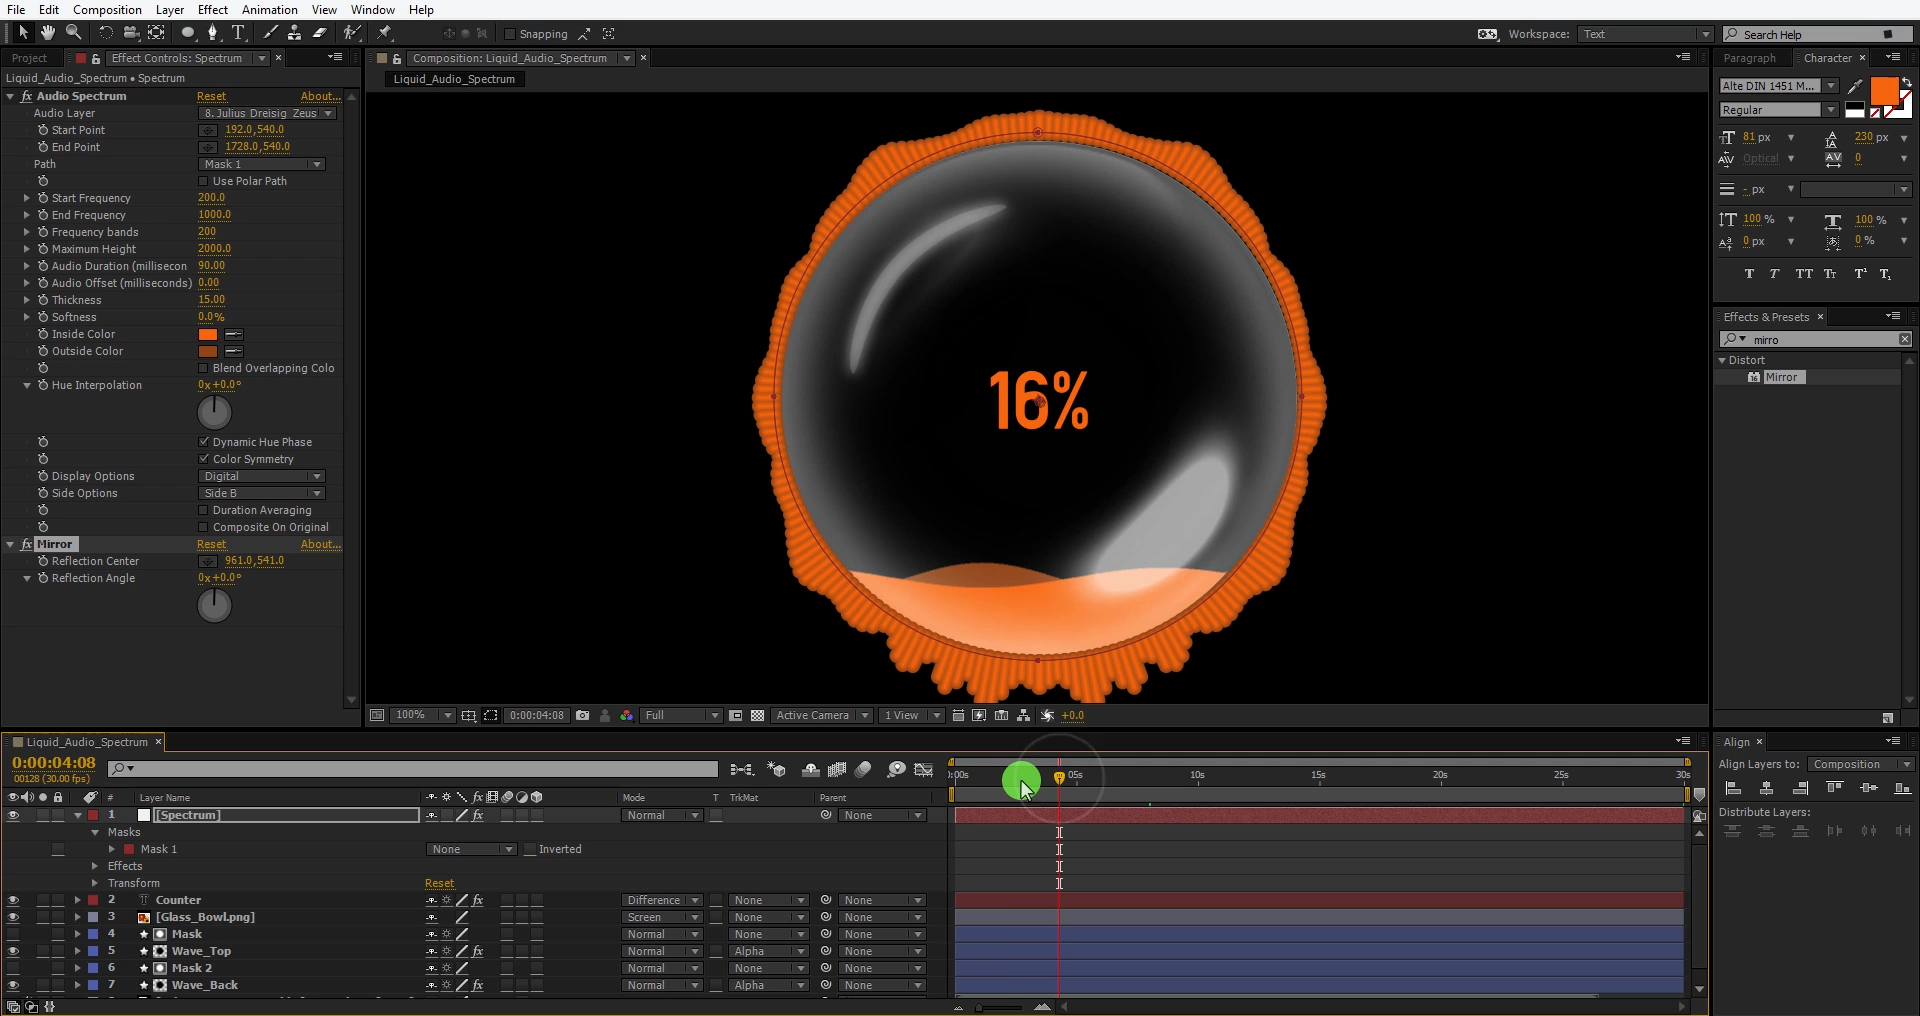 File Edit Composition Layer Effect Animation View Window Help
Snapping
Workspace: Text
Search Help
Project
Effect Controls: Spectrum
Composition: Liquid_Audio_Spectrum
Paragraph
Character
Liquid_Audio_Spectrum • Spectrum
Liquid_Audio_Spectrum
fx Audio Spectrum Reset About...
Audio Layer 8. Julius Dreisig Zeus
Start Point 192.0,540.0
End Point 1728.0,540.0
Path Mask 1
Use Polar Path
Start Frequency 200.0
End Frequency 1000.0
Frequency bands 200
Maximum Height 2000.0
Audio Duration (millisecon 90.00
Audio Offset (milliseconds) 0.00
Thickness 15.00
Softness 0.0%
Inside Color
Outside Color
Blend Overlapping Colo
Hue Interpolation 0x+0.0°
Dynamic Hue Phase
Color Symmetry
Display Options Digital
Side Options Side B
Duration Averaging
Composite On Original
fx Mirror Reset About...
Reflection Center 961.0,541.0
Reflection Angle 0x+0.0°
16%
100% 0:00:04:08 Full Active Camera 1 View +0.0
Alte DIN 1451 M...
Regular
81 px 230 px
Optical 0
- px
100 % 100 %
0 px 0 %
T T TT Tt T¹ T₁
Effects & Presets
mirro
Distort
Mirror
Liquid_Audio_Spectrum
0:00:04:08
00128 (30.00 fps)
0:00s 05s 10s 15s 20s 25s 30s
# Layer Name fx Mode T TrkMat Parent
1 [Spectrum] fx Normal None
Masks
Mask 1 None Inverted
Effects
Transform Reset
2 T Counter fx Difference None None
3 [Glass_Bowl.png] Screen None None
4 Mask Normal None None
5 Wave_Top fx Normal Alpha None
6 Mask 2 Normal None None
7 Wave_Back fx Normal Alpha None
Align
Align Layers to: Composition
Distribute Layers: